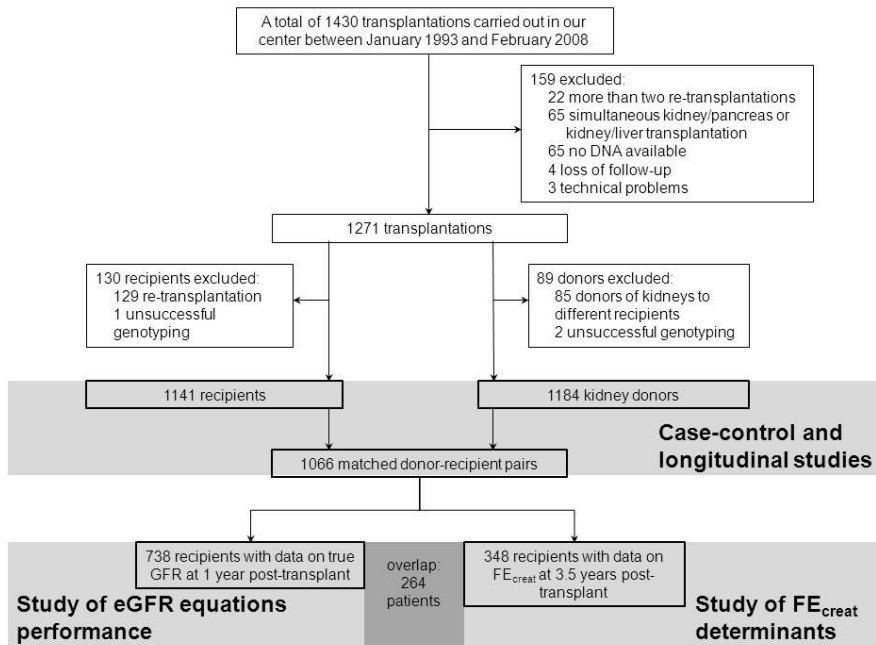 A total of 1430 transplantations carried out in our
center between January 1993 and February 2008
159 excluded:
22 more than two re-transplantations
65 simultaneous kidney/pancreas or
kidney/liver transplantation
65 no DNA available
4 loss of follow-up
3 technical problems
1271 transplantations
130 recipients excluded:
129 re-transplantation
1 unsuccessful
genotyping
89 donors excluded:
85 donors of kidneys to
different recipients
2 unsuccessful genotyping
1141 recipients
1184 kidney donors
Case-control and
longitudinal studies
1066 matched donor-recipient pairs
738 recipients with data on true
GFR at 1 year post-transplant
overlap:
264
patients
348 recipients with data on
FEcreat at 3.5 years post-
transplant
Study of eGFR equations
performance
Study of FEcreat
determinants